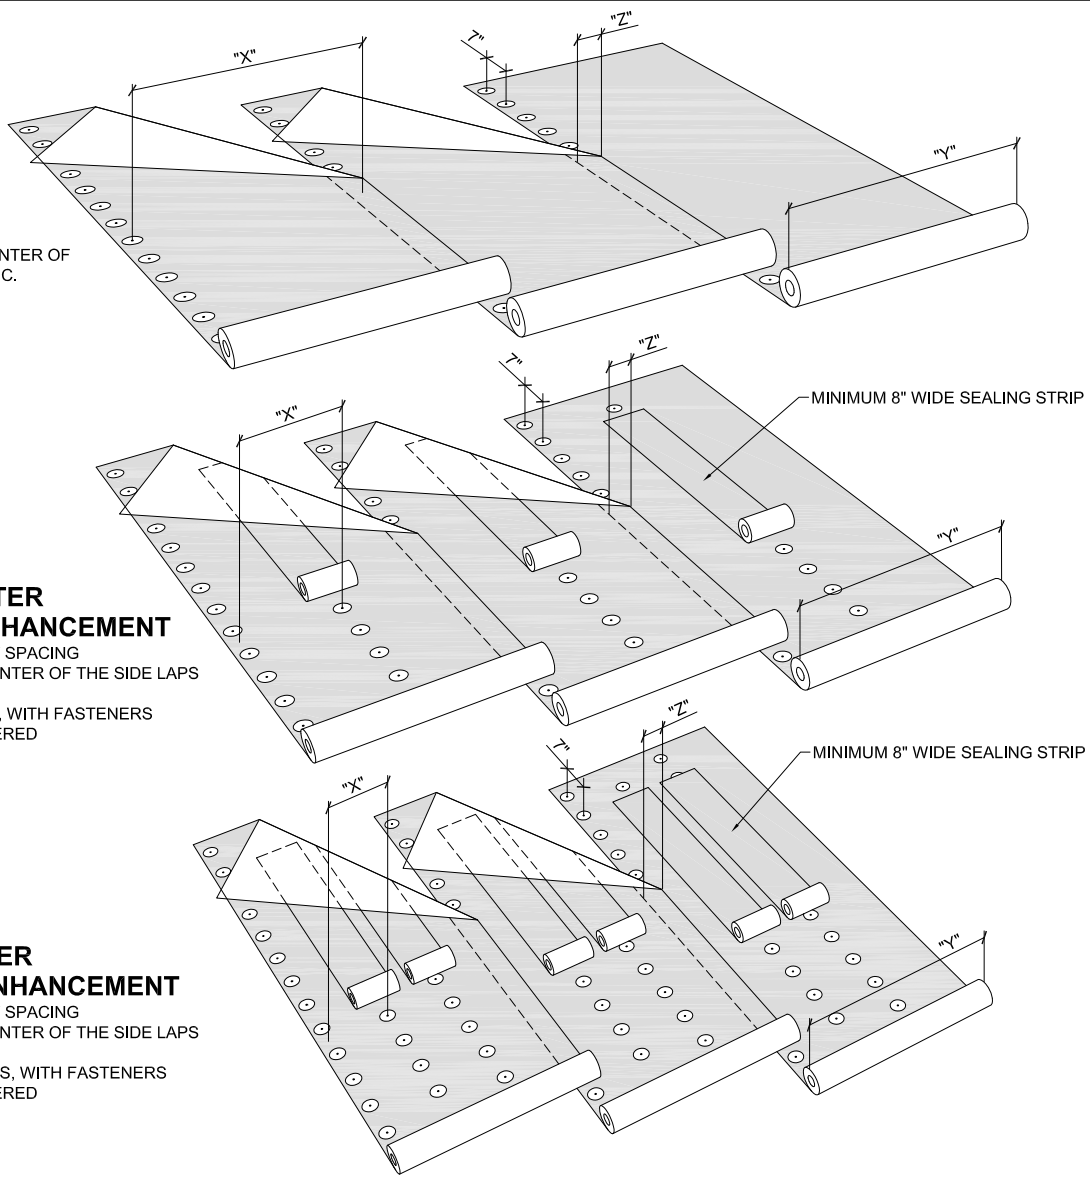 "X"
7"
"Z"
"Y"
NTER OF
C.
"X"
7"
"Z"
MINIMUM 8" WIDE SEALING STRIP
"Y"
TER
HANCEMENT
SPACING
NTER OF THE SIDE LAPS
, WITH FASTENERS
ERED
"X"
7"
"Z"
MINIMUM 8" WIDE SEALING STRIP
"Y"
ER
NHANCEMENT
SPACING
NTER OF THE SIDE LAPS
S, WITH FASTENERS
ERED